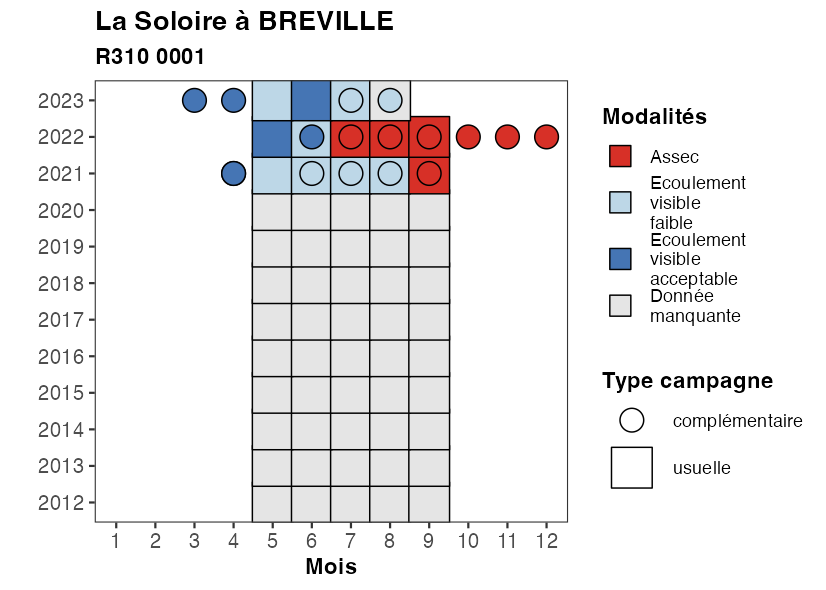 La Soloire à BREVILLE
R310 0001
2023
2022
2021
2020
2019
2018
2017
2016
2015
2014
2013
2012
1 2 3 4 5 6 7 8 9 10 11 12
Mois
Modalités
Assec
Ecoulement
visible
faible
Ecoulement
visible
acceptable
Donnée
manquante
Type campagne
complémentaire
usuelle